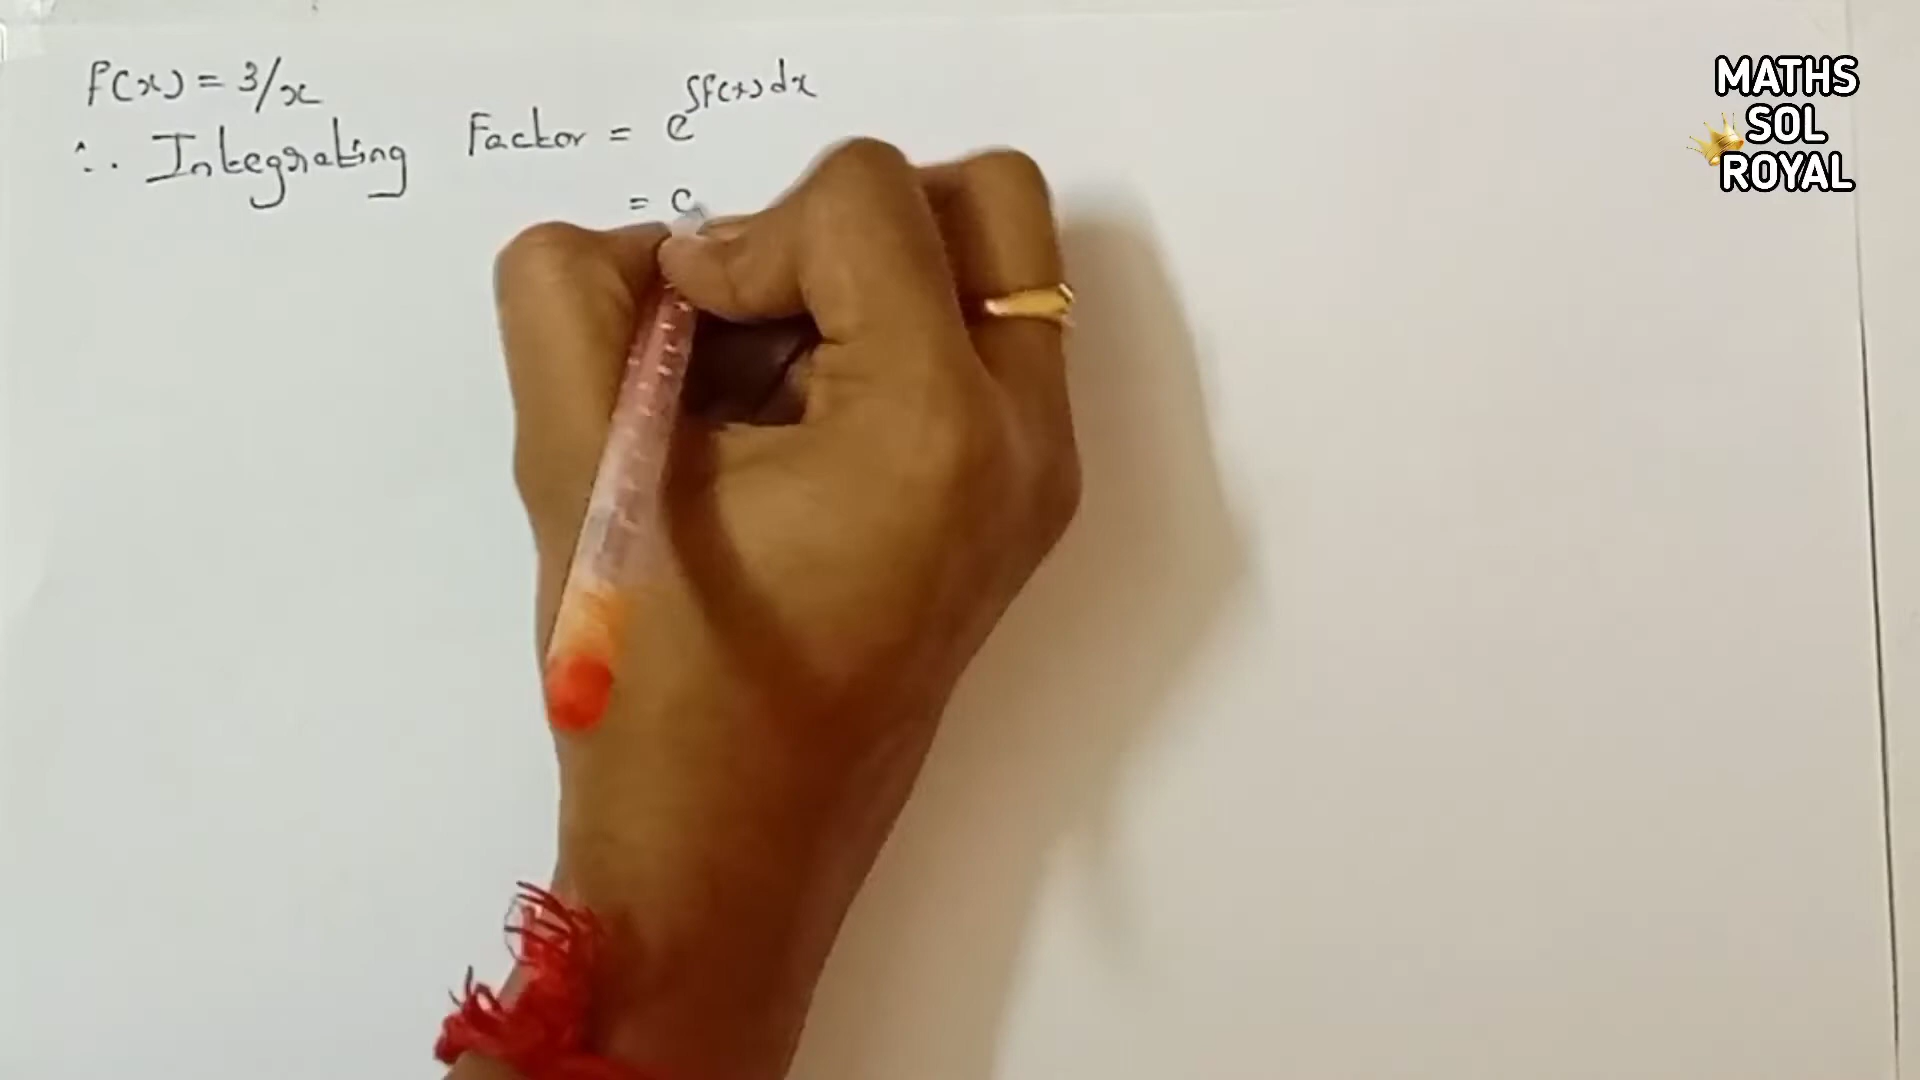 f(x) = 3/x
∴ Integrating Factor = e^∫f(x)dx
= e
MATHS
SOL
ROYAL